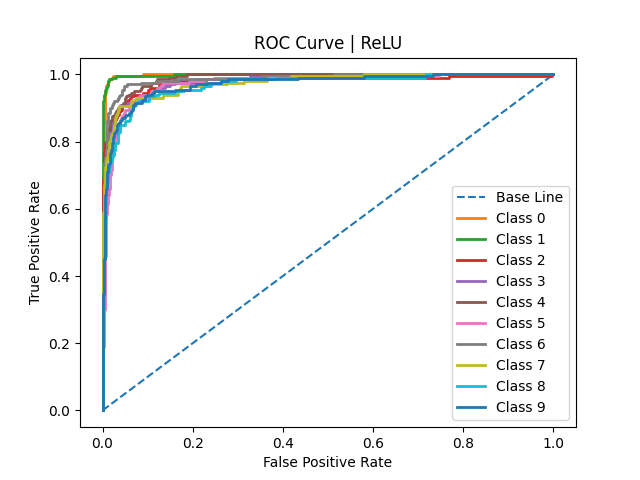 ROC Curve | ReLU
True Positive Rate
1.0
0.8
0.6
0.4
0.2
0.0
0.0 0.2 0.4 0.6 0.8 1.0
False Positive Rate
Base Line
Class 0
Class 1
Class 2
Class 3
Class 4
Class 5
Class 6
Class 7
Class 8
Class 9